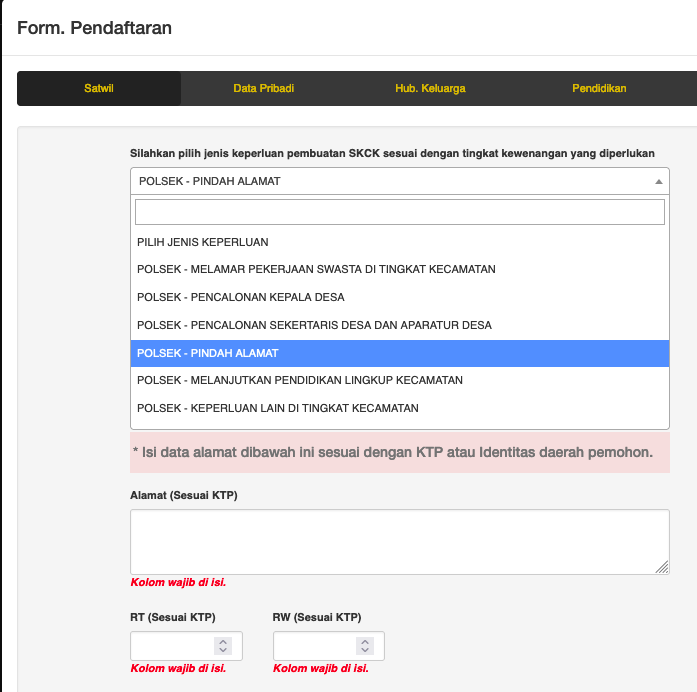 Form. Pendaftaran
Satwil Data Pribadi Hub. Keluarga Pendidikan
Silahkan pilih jenis keperluan pembuatan SKCK sesuai dengan tingkat kewenangan yang diperlukan
POLSEK - PINDAH ALAMAT
PILIH JENIS KEPERLUAN
POLSEK - MELAMAR PEKERJAAN SWASTA DI TINGKAT KECAMATAN
POLSEK - PENCALONAN KEPALA DESA
POLSEK - PENCALONAN SEKERTARIS DESA DAN APARATUR DESA
POLSEK - PINDAH ALAMAT
POLSEK - MELANJUTKAN PENDIDIKAN LINGKUP KECAMATAN
POLSEK - KEPERLUAN LAIN DI TINGKAT KECAMATAN
* Isi data alamat dibawah ini sesuai dengan KTP atau Identitas daerah pemohon.
Alamat (Sesuai KTP)
Kolom wajib di isi.
RT (Sesuai KTP) RW (Sesuai KTP)
Kolom wajib di isi. Kolom wajib di isi.